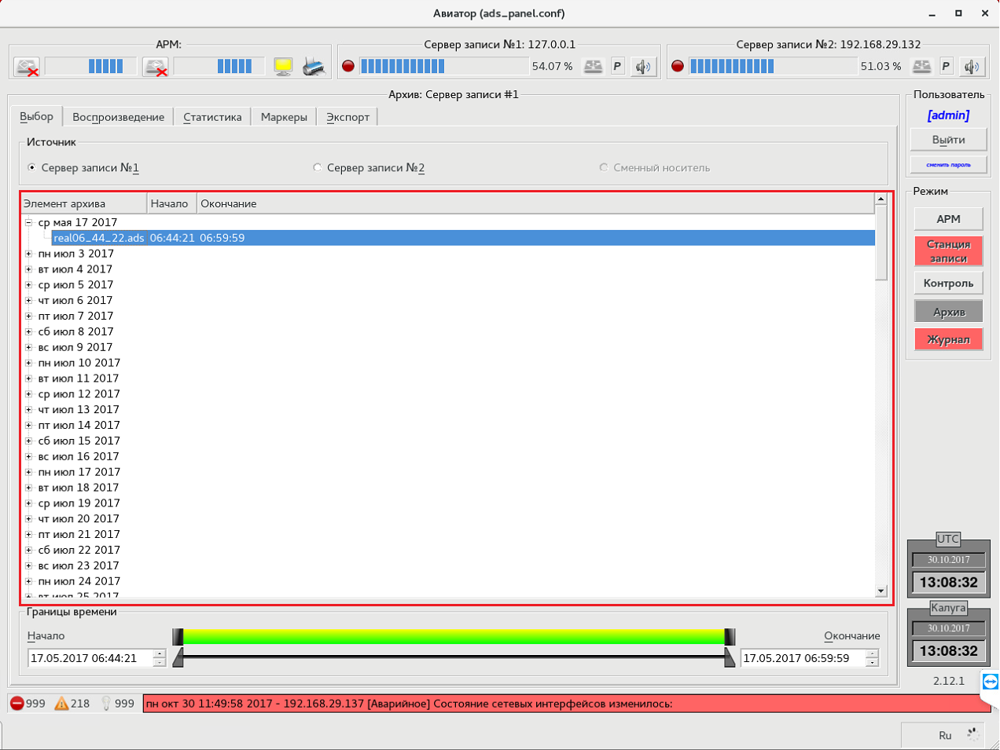 Авиатор (ads_panel.conf)
АРМ:
Сервер записи №1: 127.0.0.1
54.07 %
P
Сервер записи №2: 192.168.29.132
51.03 %
P
Архив: Сервер записи #1
Выбор
Воспроизведение
Статистика
Маркеры
Экспорт
Источник
Сервер записи №1
Сервер записи №2
Сменный носитель
Элемент архива Начало Окончание
ср мая 17 2017
real06_44_22.ads 06:44:21 06:59:59
пн июл 3 2017
вт июл 4 2017
ср июл 5 2017
чт июл 6 2017
пт июл 7 2017
сб июл 8 2017
вс июл 9 2017
пн июл 10 2017
вт июл 11 2017
ср июл 12 2017
чт июл 13 2017
пт июл 14 2017
сб июл 15 2017
вс июл 16 2017
пн июл 17 2017
вт июл 18 2017
ср июл 19 2017
чт июл 20 2017
пт июл 21 2017
сб июл 22 2017
вс июл 23 2017
пн июл 24 2017
вт июл 25 2017
Границы времени
Начало
17.05.2017 06:44:21
Окончание
17.05.2017 06:59:59
Пользователь
[admin]
Выйти
сменить пароль
Режим
АРМ
Станция
записи
Контроль
Архив
Журнал
UTC
30.10.2017
13:08:32
Калуга
30.10.2017
13:08:32
2.12.1
999 218 999 пн окт 30 11:49:58 2017 - 192.168.29.137 [Аварийное] Состояние сетевых интерфейсов изменилось:
Ru